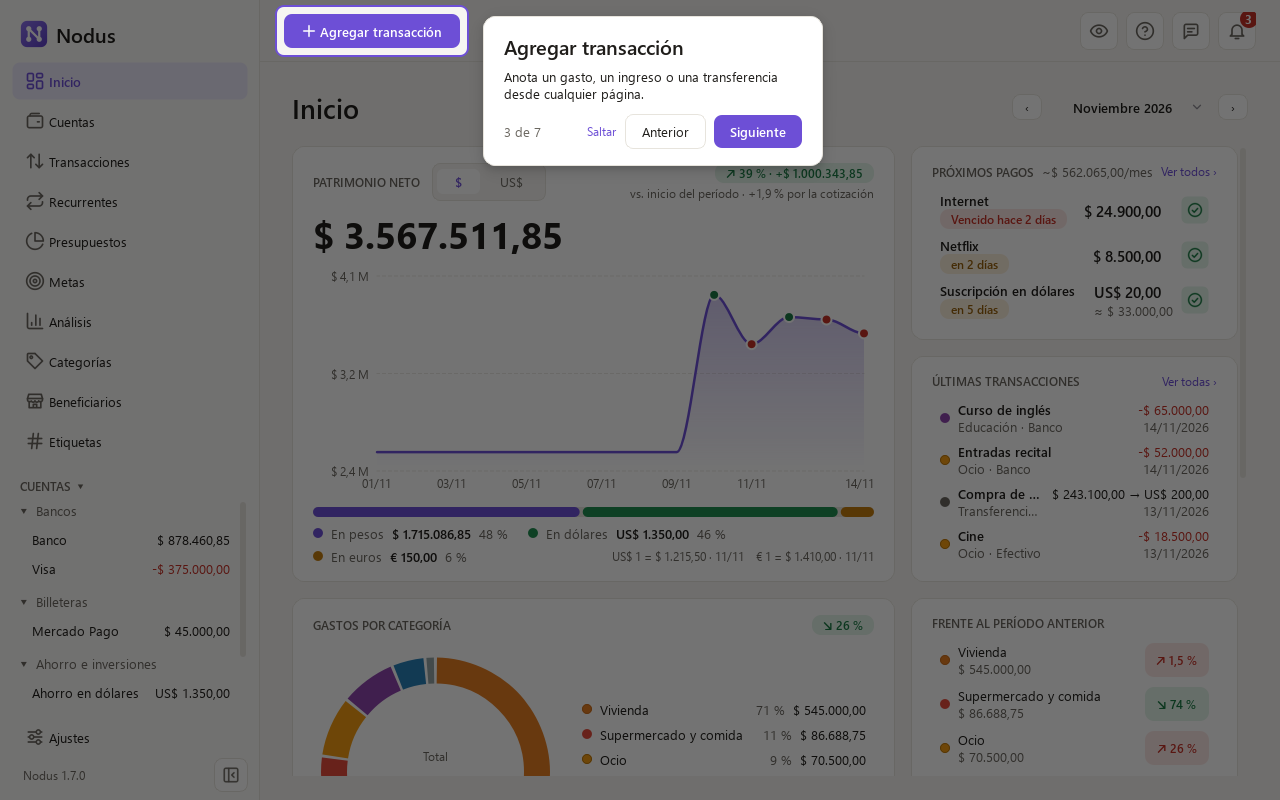 Nodus
Inicio
Cuentas
Transacciones
Recurrentes
Presupuestos
Metas
Análisis
Categorías
Beneficiarios
Etiquetas
CUENTAS
Bancos
Banco $ 878.460,85
Visa -$ 375.000,00
Billeteras
Mercado Pago $ 45.000,00
Ahorro e inversiones
Ahorro en dólares US$ 1.350,00
Ajustes
Nodus 1.7.0
+ Agregar transacción
Agregar transacción
Anota un gasto, un ingreso o una transferencia
desde cualquier página.
3 de 7 Saltar Anterior Siguiente
3
Inicio
‹ Noviembre 2026 ›
PATRIMONIO NETO $ US$
↗ 39 % · +$ 1.000.343,85
vs. inicio del período · +1,9 % por la cotización
$ 3.567.511,85
$ 4,1 M
$ 3,2 M
$ 2,4 M
01/11 03/11 05/11 07/11 09/11 11/11 14/11
En pesos $ 1.715.086,85 48 % En dólares US$ 1.350,00 46 %
En euros € 150,00 6 % US$ 1 = $ 1.215,50 · 11/11 € 1 = $ 1.410,00 · 11/11
PRÓXIMOS PAGOS ~$ 562.065,00/mes Ver todos ›
Internet
Vencido hace 2 días
$ 24.900,00
Netflix
en 2 días
$ 8.500,00
Suscripción en dólares
en 5 días
US$ 20,00
≈ $ 33.000,00
ÚLTIMAS TRANSACCIONES Ver todas ›
Curso de inglés -$ 65.000,00
Educación · Banco 14/11/2026
Entradas recital -$ 52.000,00
Ocio · Banco 14/11/2026
Compra de ... $ 243.100,00 → US$ 200,00
Transferenci... 13/11/2026
Cine -$ 18.500,00
Ocio · Efectivo 13/11/2026
GASTOS POR CATEGORÍA ↘ 26 %
Total
Vivienda 71 % $ 545.000,00
Supermercado y comida 11 % $ 86.688,75
Ocio 9 % $ 70.500,00
FRENTE AL PERÍODO ANTERIOR
Vivienda
$ 545.000,00
↗ 1,5 %
Supermercado y comida
$ 86.688,75
↘ 74 %
Ocio
$ 70.500,00
↗ 26 %